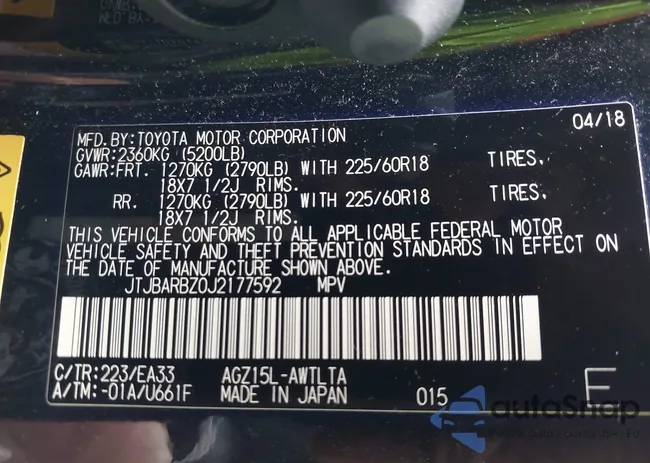 04/18
MFD.BY:TOYOTA MOTOR CORPORATION
GVWR:2360KG (5200LB)
GAWR:FRT. 1270KG (2790LB) WITH 225/60R18 TIRES,
18X7 1/2J RIMS.
RR. 1270KG (2790LB) WITH 225/60R18 TIRES,
18X7 1/2J RIMS.
THIS VEHICLE CONFORMS TO ALL APPLICABLE FEDERAL MOTOR
VEHICLE SAFETY AND THEFT PREVENTION STANDARDS IN EFFECT ON
THE DATE OF MANUFACTURE SHOWN ABOVE.
JTJBARBZ0J2177592 MPV
C/TR:223/EA33 AGZ15L-AWTLTA
A/TM:-01A/U661F MADE IN JAPAN 015 E
autoSnap